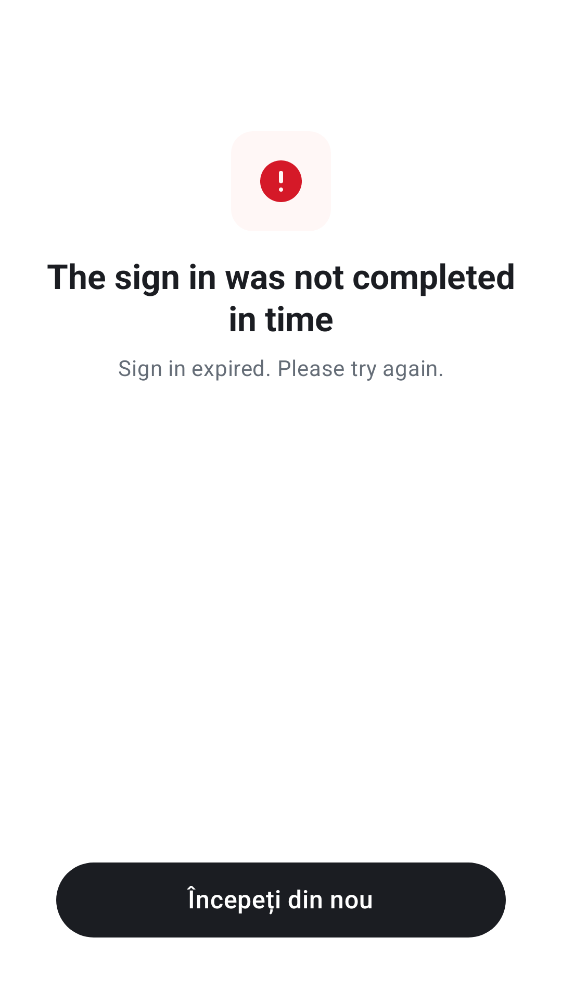 The sign in was not completed
in time
Sign in expired. Please try again.
Începeți din nou